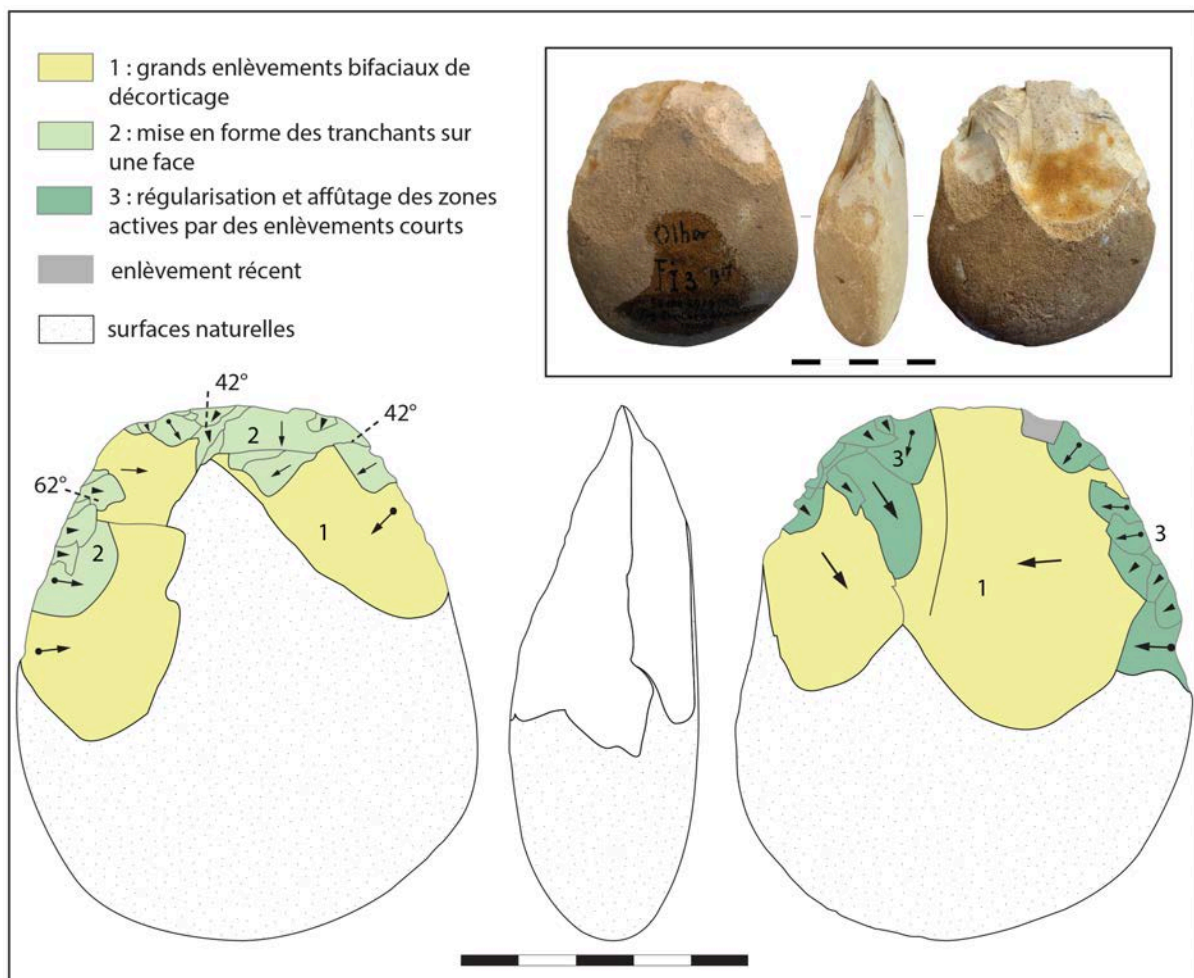 1 : grands enlèvements bifaciaux de
décorticage
2 : mise en forme des tranchants sur
une face
3 : régularisation et affûtage des zones
actives par des enlèvements courts
enlèvement récent
surfaces naturelles
Olha
I 3
42°
42°
62°
2
2
1
3
3
1